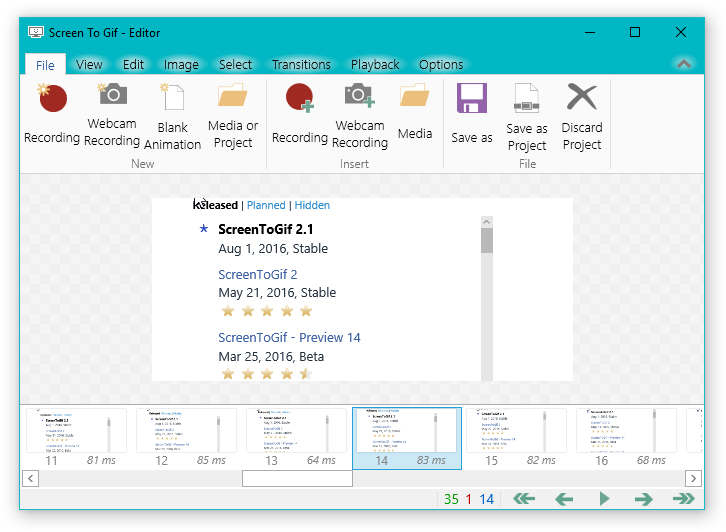 Screen To Gif - Editor
File View Edit Image Select Transitions Playback Options
Recording
Webcam Recording
Blank Animation
Media or Project
New
Recording
Webcam Recording
Media
Insert
Save as
Save as Project
Discard Project
File
Released | Planned | Hidden
* ScreenToGif 2.1
Aug 1, 2016, Stable
ScreenToGif 2
May 21, 2016, Stable
ScreenToGif - Preview 14
Mar 25, 2016, Beta
11 81 ms
12 85 ms
13 64 ms
14 83 ms
15 82 ms
16 68 ms
35 1 14